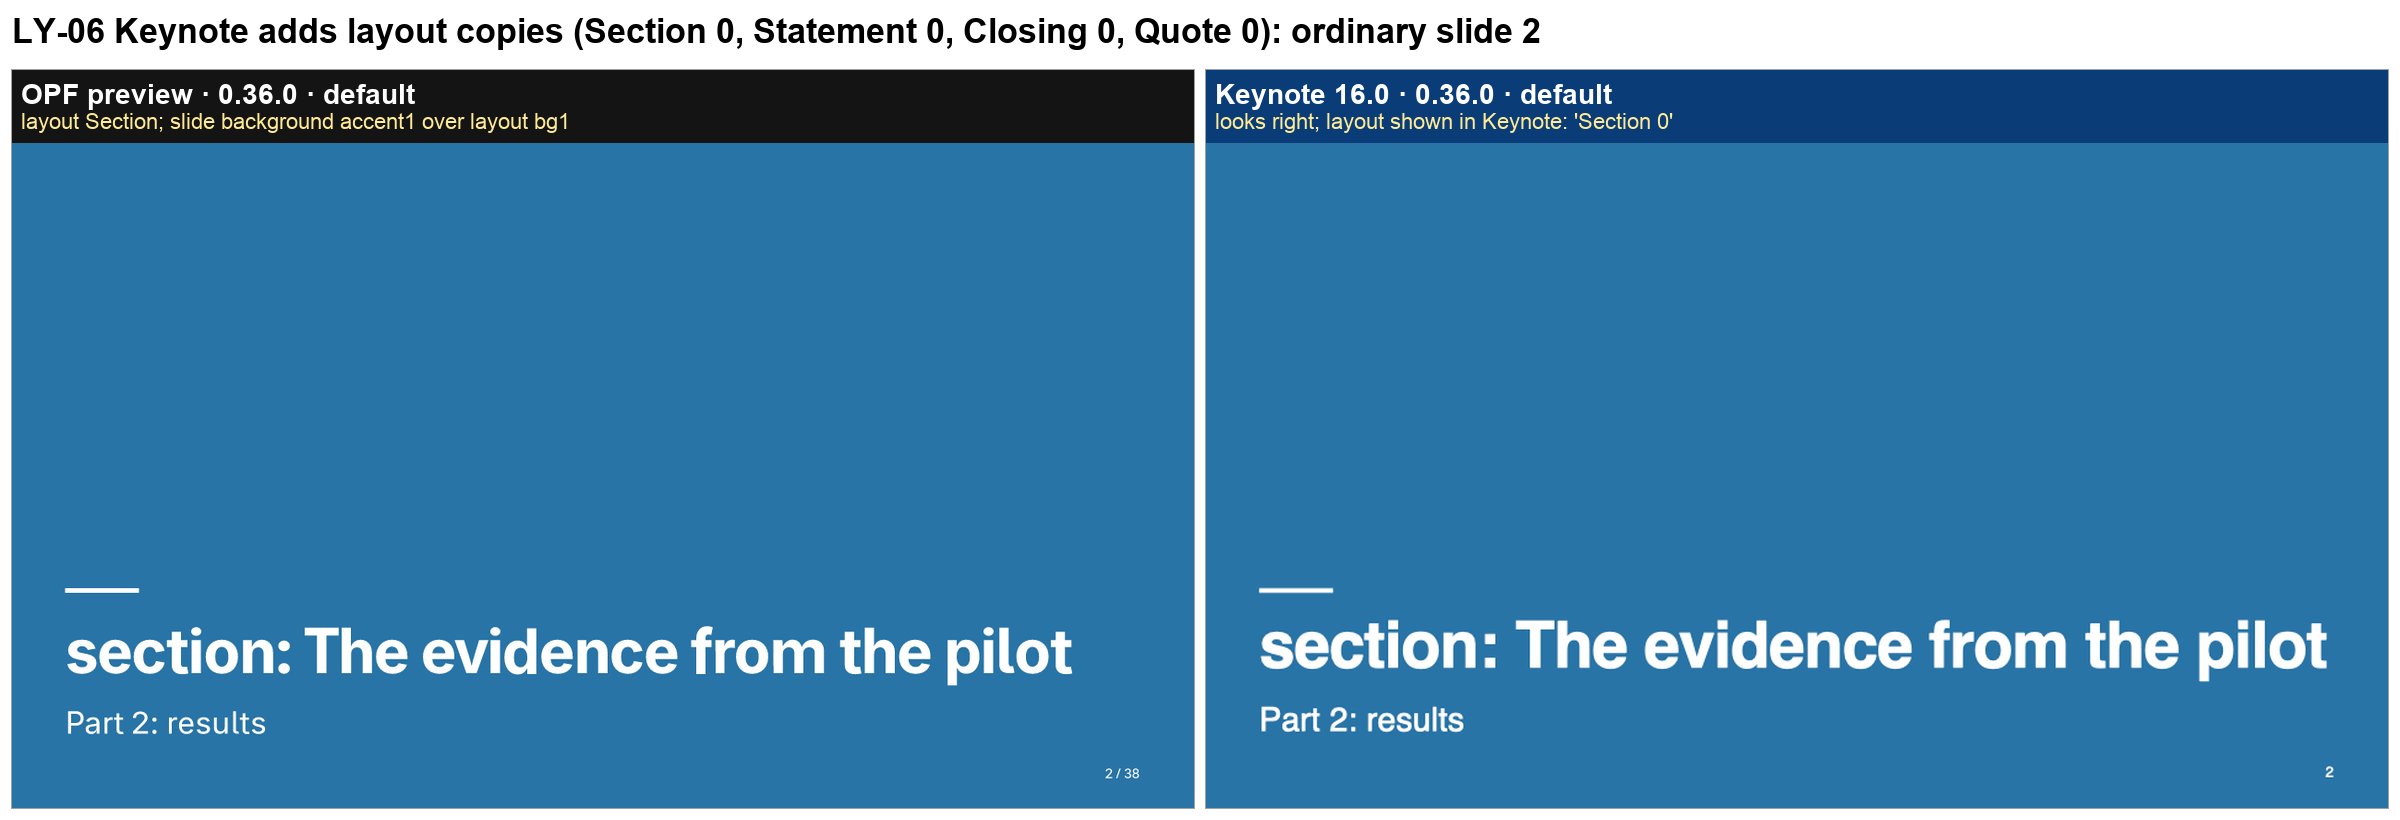 LY-06 Keynote adds layout copies (Section 0, Statement 0, Closing 0, Quote 0): ordinary slide 2
OPF preview · 0.36.0 · default
layout Section; slide background accent1 over layout bg1
section: The evidence from the pilot
Part 2: results
2 / 38
Keynote 16.0 · 0.36.0 · default
looks right; layout shown in Keynote: 'Section 0'
section: The evidence from the pilot
Part 2: results
2